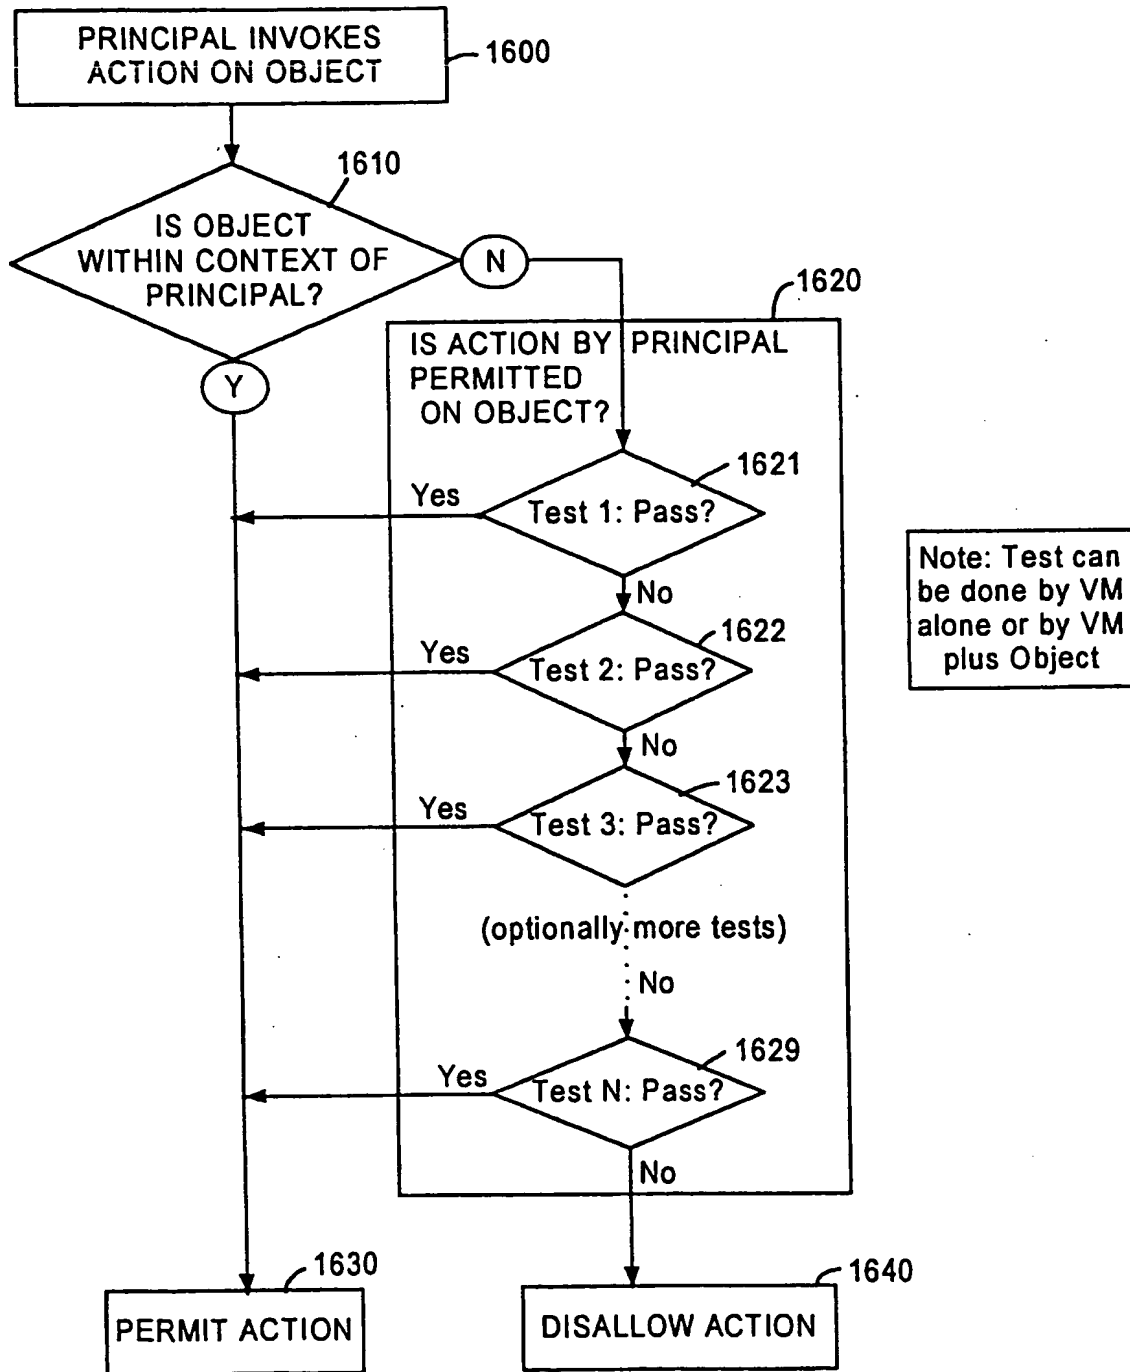 PRINCIPAL INVOKES
ACTION ON OBJECT
1600
1610
IS OBJECT
WITHIN CONTEXT OF
PRINCIPAL?
N
Y
1620
IS ACTION BY PRINCIPAL
PERMITTED
ON OBJECT?
1621
Yes
Test 1: Pass?
No
1622
Yes
Test 2: Pass?
No
1623
Yes
Test 3: Pass?
(optionally more tests)
No
1629
Yes
Test N: Pass?
No
Note: Test can
be done by VM
alone or by VM
plus Object
1630
PERMIT ACTION
1640
DISALLOW ACTION